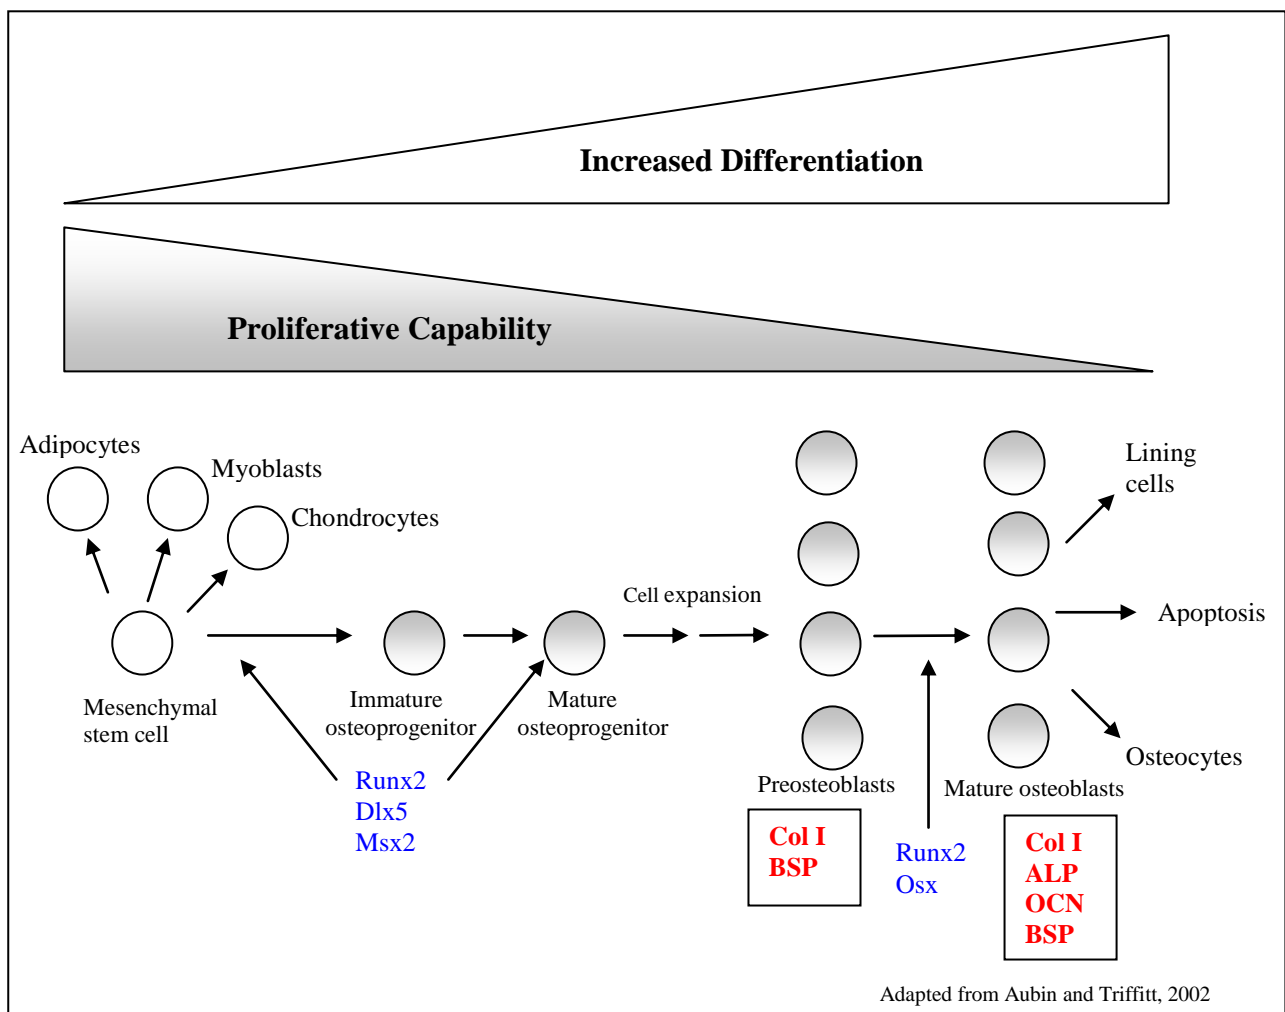 Increased Differentiation
Proliferative Capability
Adipocytes
Myoblasts
Chondrocytes
Lining
cells
Cell expansion
Apoptosis
Mesenchymal
stem cell
Immature
osteoprogenitor
Mature
osteoprogenitor
Osteocytes
Preosteoblasts
Mature osteoblasts
Runx2
Dlx5
Msx2
Col I
BSP
Runx2
Osx
Col I
ALP
OCN
BSP
Adapted from Aubin and Triffitt, 2002